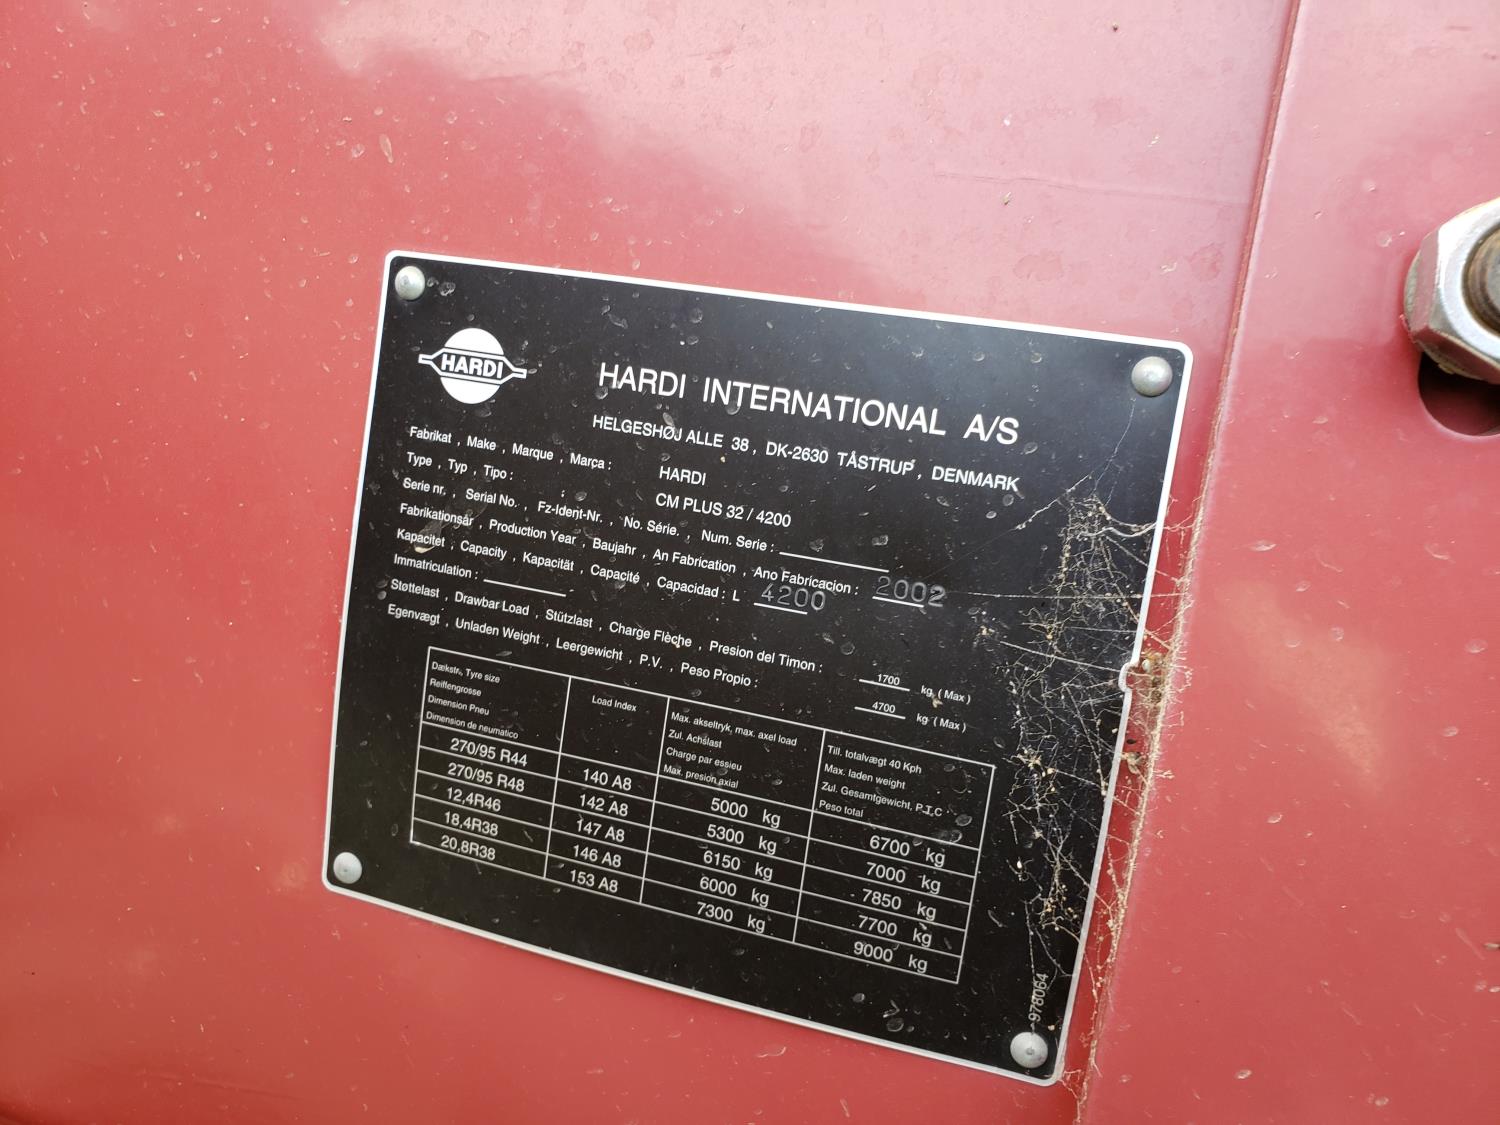 HARDI
HARDI INTERNATIONAL A/S
HELGESHØJ ALLE 38, DK-2630 TÅSTRUP, DENMARK
Fabrikat, Make, Marque, Marca: HARDI
Type, Typ, Tipo: CM PLUS 32 / 4200
Serie nr., Serial No., Fz-Ident-Nr., No. Série., Num. Serie:
Fabrikationsår, Production Year, Baujahr, An Fabrication, Ano Fabricacion: 2002
Kapacitet, Capacity, Kapazität, Capacité, Capacidad: L 4200
Immatriculation:
Støttelast, Drawbar Load, Stützlast, Charge Flèche, Presion del Timon: 1700 kg (Max)
Egenvægt, Unladen Weight, Leergewicht, P.V., Peso Propio: 4700 kg (Max)
Dækstr., Tyre size
Reiffengrosse
Dimension Pneu
Dimension de neumatico
Load Index
Max. akseltryk, max. axel load
Zul. Achslast
Charge par essieu
Max. presion axial
Till. totalvægt 40 Kph
Max. laden weight
Zul. Gesamtgewicht, P.T.C
Peso total
270/95 R44 140 A8 5000 kg 6700 kg
270/95 R48 142 A8 5300 kg 7000 kg
12,4R46 147 A8 6150 kg 7850 kg
18,4R38 146 A8 6000 kg 7700 kg
20,8R38 153 A8 7300 kg 9000 kg
978064